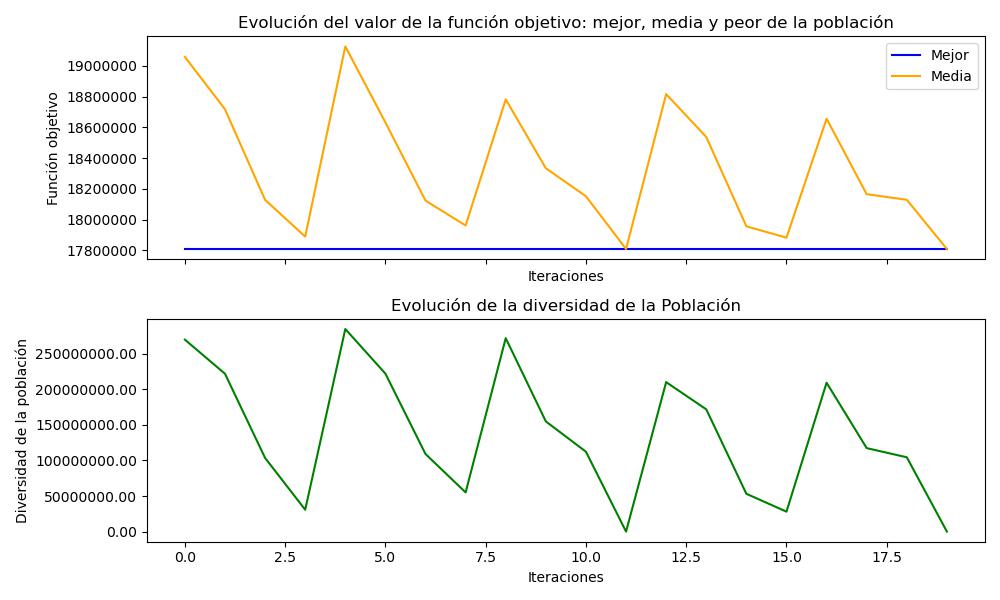 Evolución del valor de la función objetivo: mejor, media y peor de la población
Función objetivo
19000000
18800000
18600000
18400000
18200000
18000000
17800000
Mejor
Media
Iteraciones
Evolución de la diversidad de la Población
Diversidad de la población
250000000.00
200000000.00
150000000.00
100000000.00
50000000.00
0.00
0.0 2.5 5.0 7.5 10.0 12.5 15.0 17.5
Iteraciones